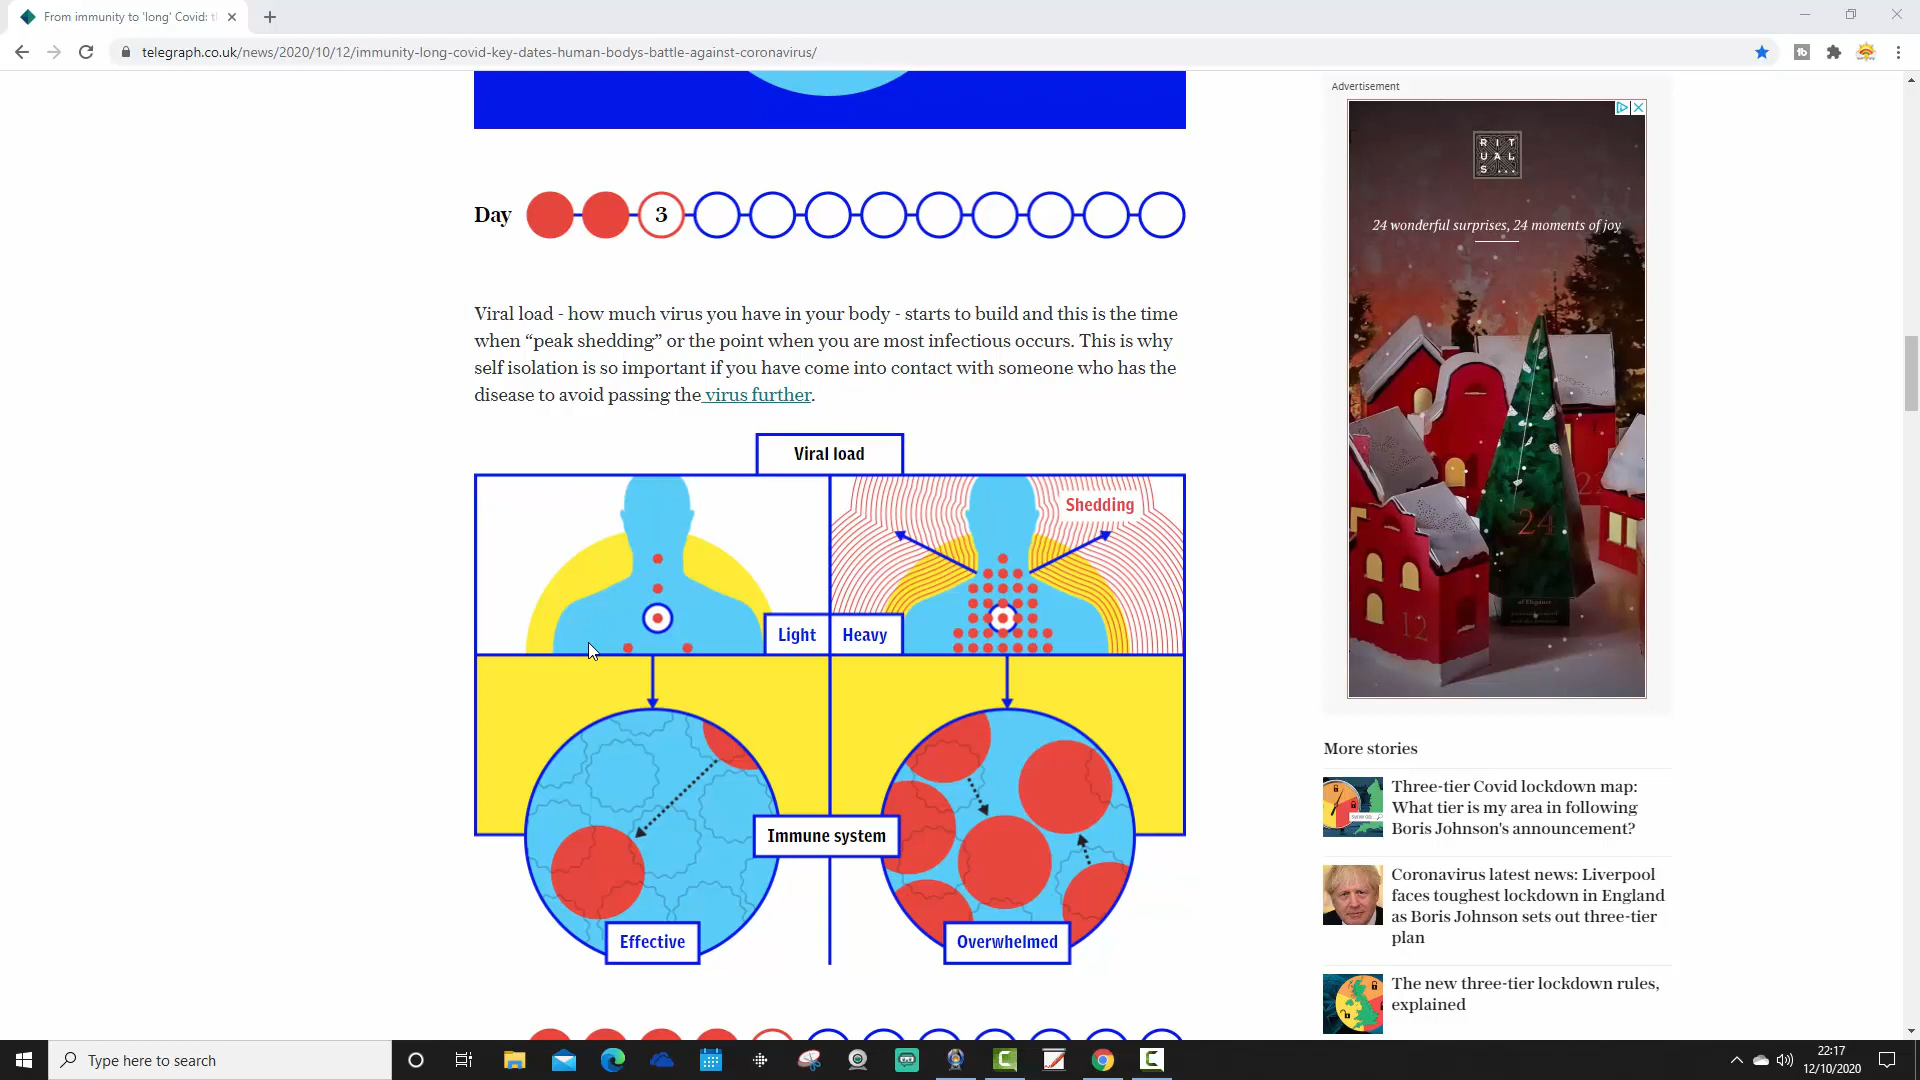 From immunity to 'long' Covid: t
telegraph.co.uk/news/2020/10/12/immunity-long-covid-key-dates-human-bodys-battle-against-coronavirus/
Day 3
Viral load - how much virus you have in your body - starts to build and this is the time
when “peak shedding” or the point when you are most infectious occurs. This is why
self isolation is so important if you have come into contact with someone who has the
disease to avoid passing the virus further.
Viral load
Shedding
Light
Heavy
Immune system
Effective
Overwhelmed
Advertisement
RIT
UAL
S...
24 wonderful surprises, 24 moments of joy
24
12
More stories
Three-tier Covid lockdown map:
What tier is my area in following
Boris Johnson's announcement?
Coronavirus latest news: Liverpool
faces toughest lockdown in England
as Boris Johnson sets out three-tier
plan
The new three-tier lockdown rules,
explained
Type here to search
22:17
12/10/2020